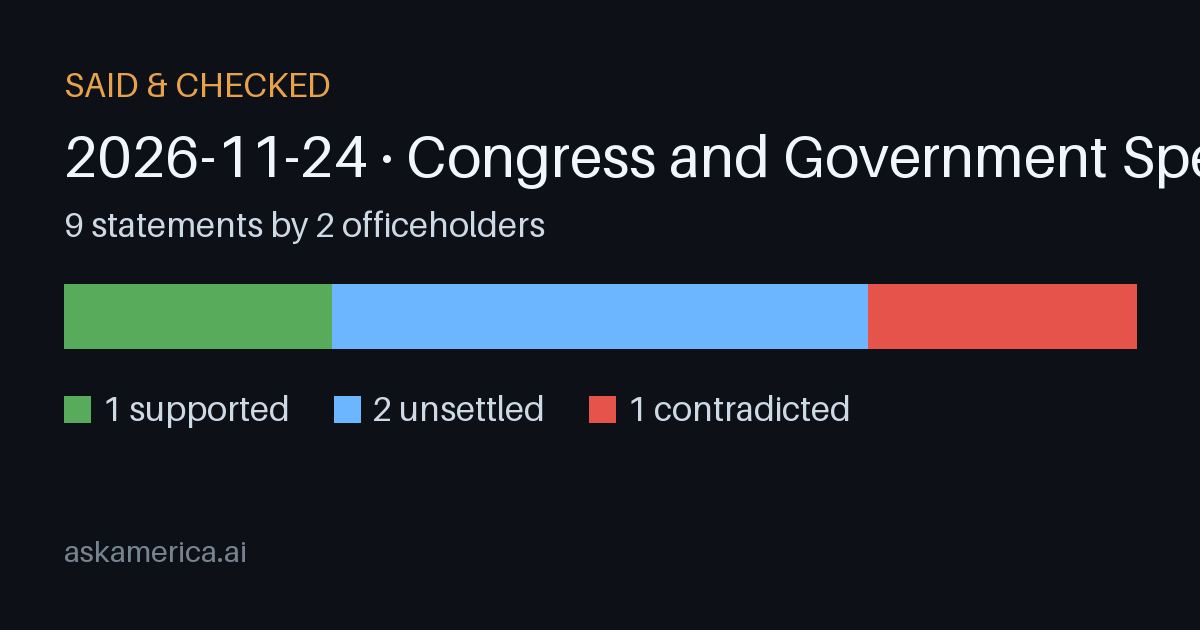 SAID & CHECKED
2026-11-24 · Congress and Government Spe
9 statements by 2 officeholders
1 supported
2 unsettled
1 contradicted
askamerica.ai